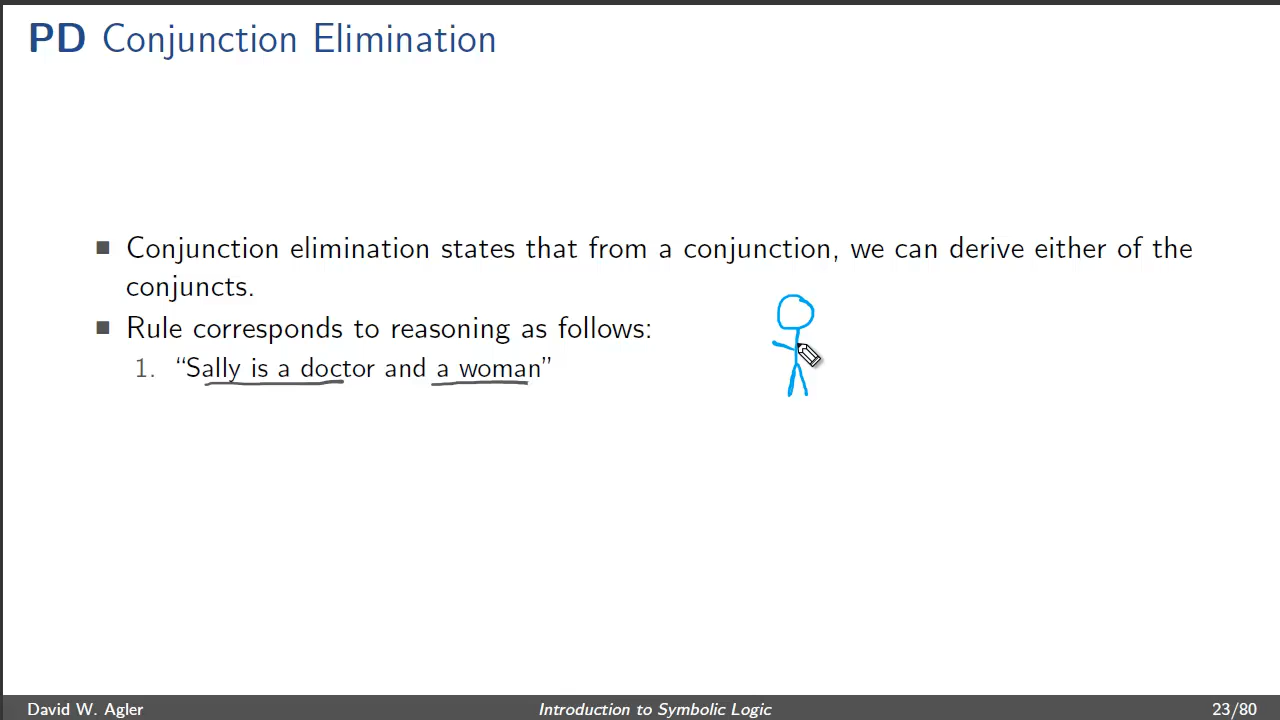 PD Conjunction Elimination
■ Conjunction elimination states that from a conjunction, we can derive either of the
conjuncts.
■ Rule corresponds to reasoning as follows:
1. “Sally is a doctor and a woman”
David W. Agler Introduction to Symbolic Logic 23/80